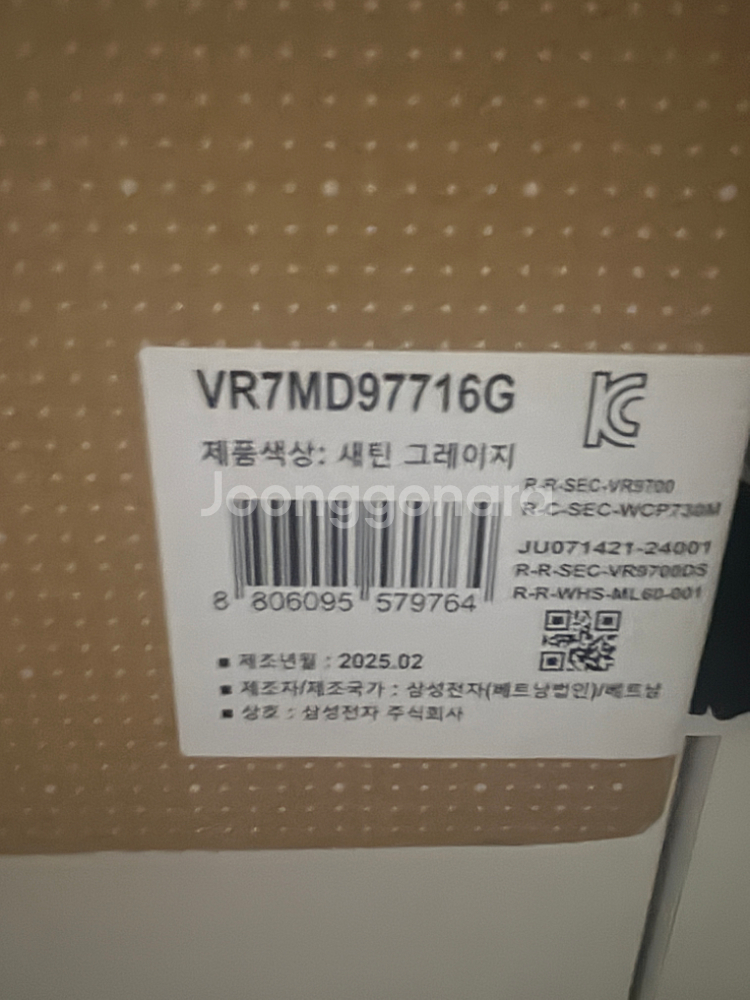 VR7MD97716G
제품색상: 새틴 그레이지
Joonggonara
R-R-SEC-VR9700
R-C-SEC-WCP730M
JU071421-24001
R-R-SEC-VR9700DS
R-R-WHS-ML60-001
8 806095 579764
■ 제조년월 : 2025.02
■ 제조자/제조국가 : 삼성전자(베트남법인)/베트남
■ 상호 : 삼성전자 주식회사